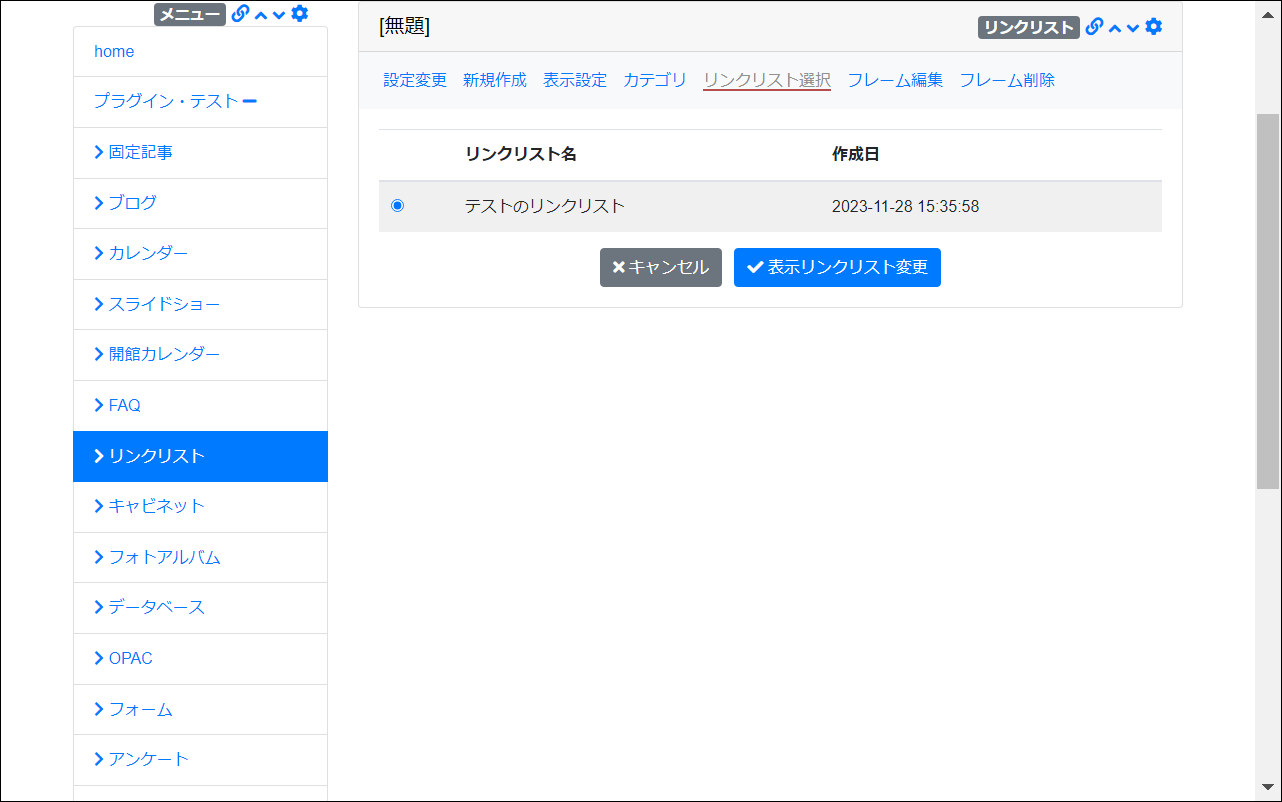 メニュー
home
プラグイン・テスト
固定記事
ブログ
カレンダー
スライドショー
開館カレンダー
FAQ
リンクリスト
キャビネット
フォトアルバム
データベース
OPAC
フォーム
アンケート
[無題] リンクリスト
設定変更 新規作成 表示設定 カテゴリ リンクリスト選択 フレーム編集 フレーム削除
リンクリスト名 作成日
テストのリンクリスト 2023-11-28 15:35:58
キャンセル 表示リンクリスト変更